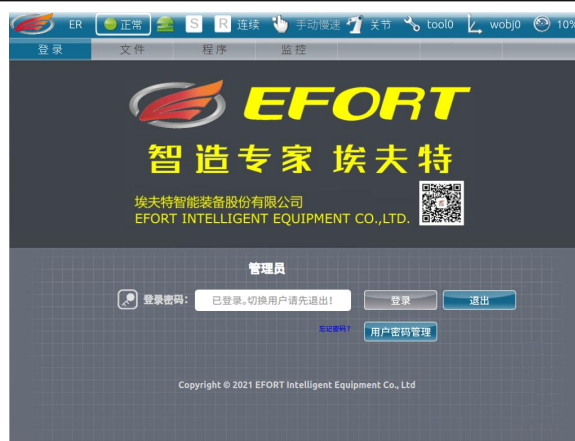 ER 正常 S R 连续 手动慢速 关节 tool0 wobj0 10%
登录 文件 程序 监控
EFORT
智造专家 埃夫特
埃夫特智能装备股份有限公司
EFORT INTELLIGENT EQUIPMENT CO.,LTD.
管理员
登录密码: 已登录。切换用户请先退出! 登录 退出
忘记密码? 用户密码管理
Copyright © 2021 EFORT Intelligent Equipment Co., Ltd